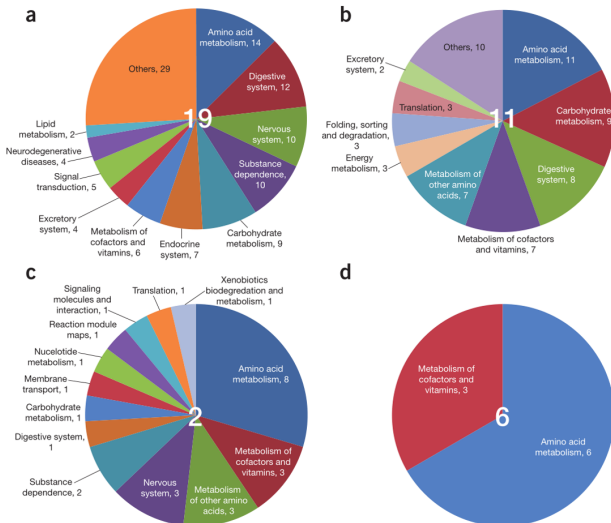 a
Amino acid
metabolism, 14
Digestive
system, 12
Nervous
system, 10
Substance
dependence,
10
Carbohydrate
metabolism, 9
Endocrine
system, 7
Metabolism of
cofactors and
vitamins, 6
Excretory
system, 4
Signal
transduction, 5
Neurodegenerative
diseases, 4
Lipid
metabolism, 2
Others, 29
19
b
Amino acid
metabolism, 11
Carbohydrate
metabolism, 9
Digestive
system, 8
Metabolism of cofactors
and vitamins, 7
Metabolism of
other amino
acids, 7
Energy
metabolism, 3
Folding, sorting
and degradation, 3
Translation, 3
Excretory
system, 2
Others, 10
11
c
Amino acid
metabolism, 8
Metabolism of
cofactors and
vitamins, 3
Metabolism
of other amino
acids, 3
Nervous
system, 3
Substance
dependence, 2
Digestive system,
1
Carbohydrate
metabolism, 1
Membrane
transport, 1
Nucelotide
metabolism, 1
Reaction module
maps, 1
Signaling
molecules and
interaction, 1
Translation, 1
Xenobiotics
biodegredation and
metabolism, 1
2
d
Metabolism of
cofactors and
vitamins, 3
Amino acid
metabolism, 6
6